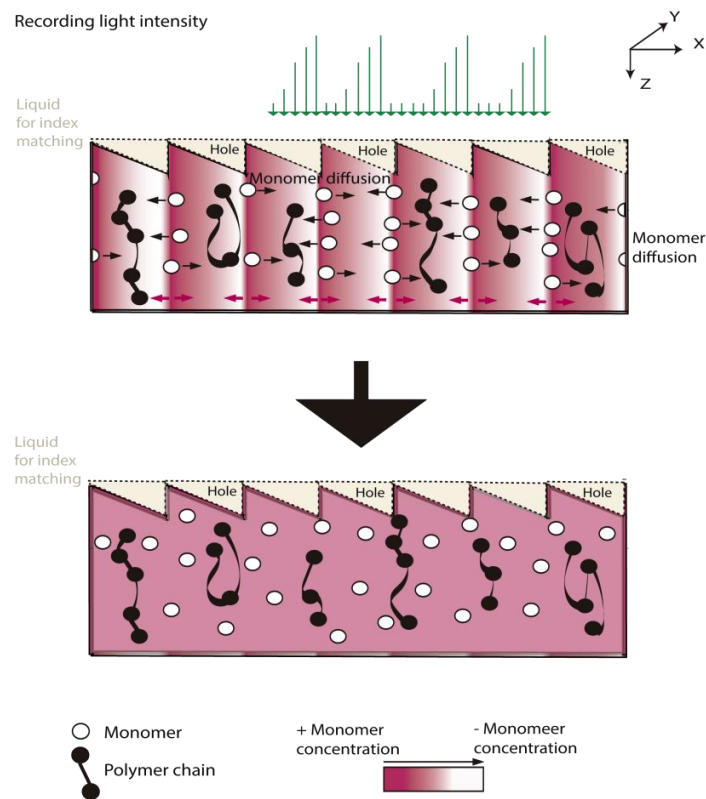 Recording light intensity
Y
X
Z
Liquid
for index
matching
Hole
Hole
Hole
Monomer diffusion
Monomer
diffusion
Liquid
for index
matching
Hole
Hole
Hole
Monomer
Polymer chain
+ Monomer
concentration
- Monomeer
concentration